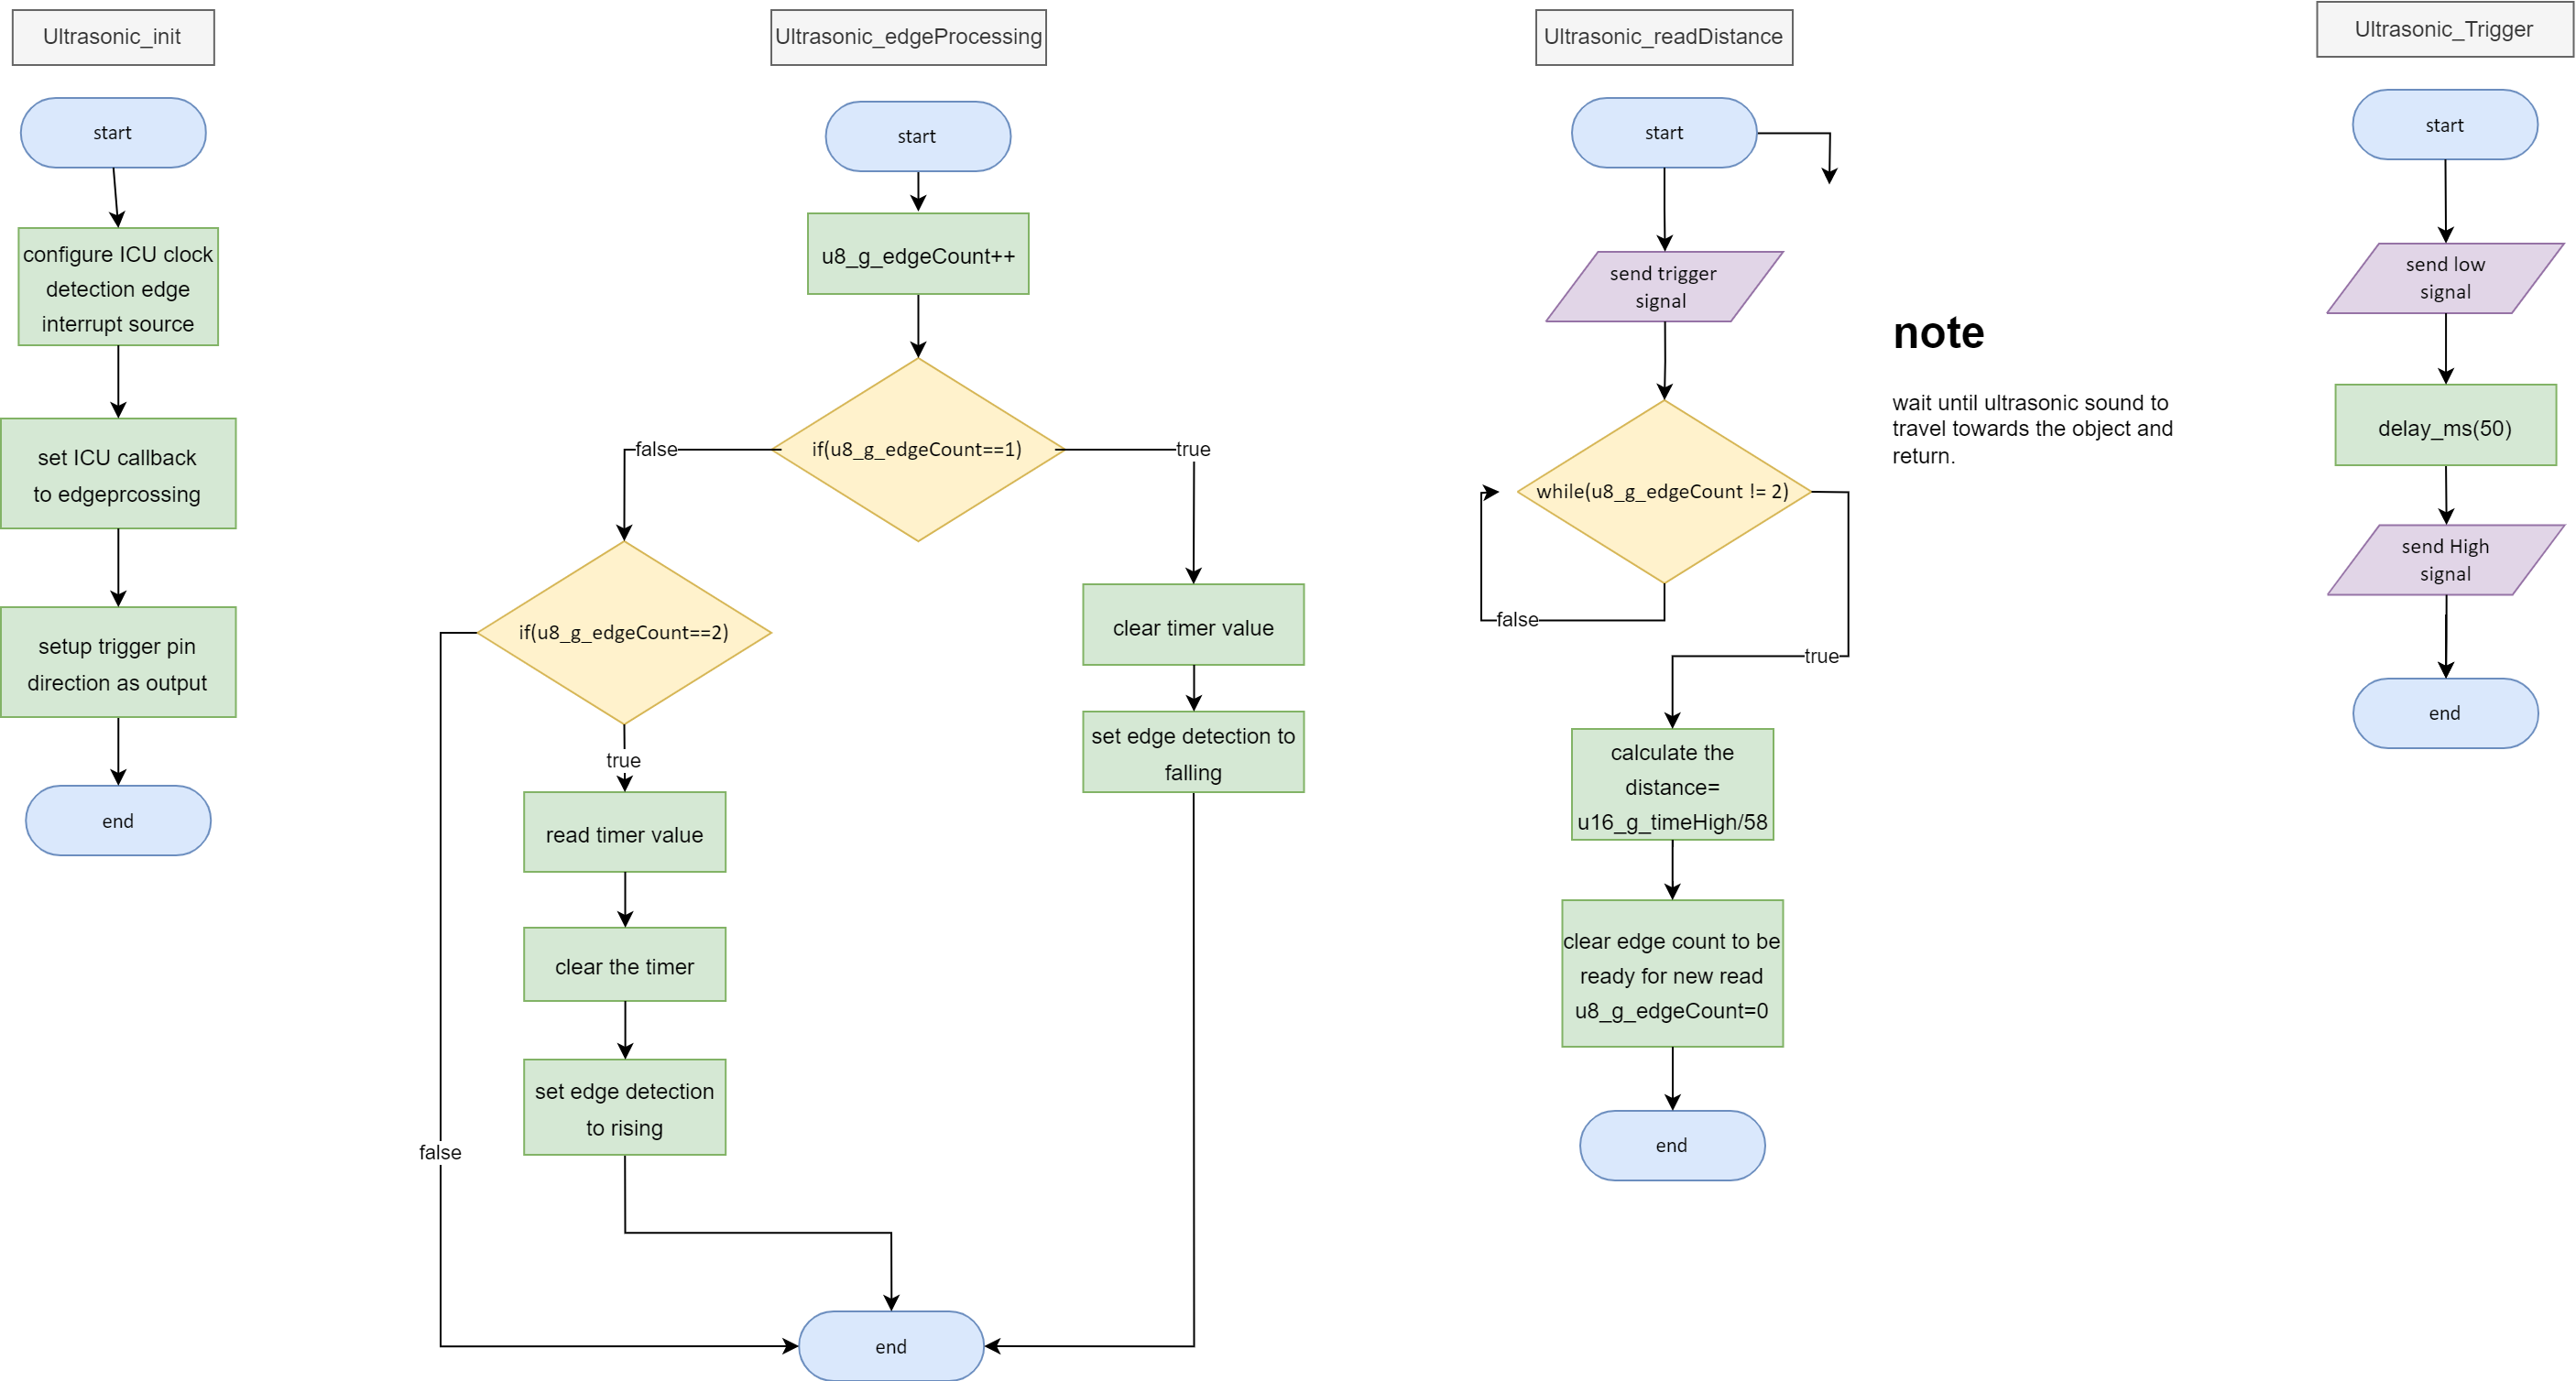 Ultrasonic_init
start
configure ICU clock
detection edge
interrupt source
set ICU callback
to edgeprcossing
setup trigger pin
direction as output
end
Ultrasonic_edgeProcessing
start
u8_g_edgeCount++
if(u8_g_edgeCount==1)
false
true
if(u8_g_edgeCount==2)
true
false
read timer value
clear the timer
set edge detection
to rising
clear timer value
set edge detection to
falling
end
Ultrasonic_readDistance
start
send trigger
signal
while(u8_g_edgeCount != 2)
false
true
calculate the
distance=
u16_g_timeHigh/58
clear edge count to be
ready for new read
u8_g_edgeCount=0
end
note
wait until ultrasonic sound to
travel towards the object and
return.
Ultrasonic_Trigger
start
send low
signal
delay_ms(50)
send High
signal
end